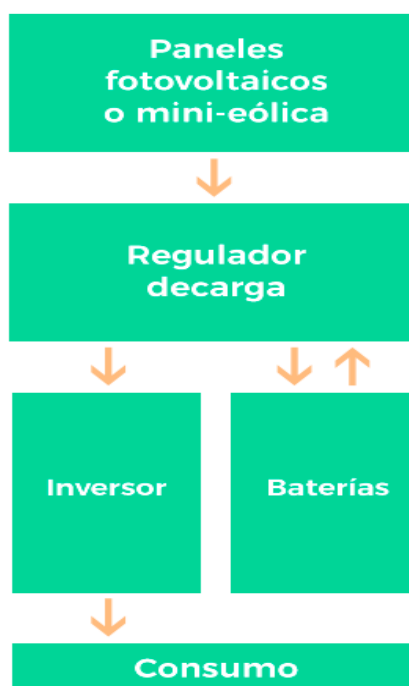 Paneles
fotovoltaicos
o mini-eólica
Regulador
decarga
Inversor
Baterías
Consumo